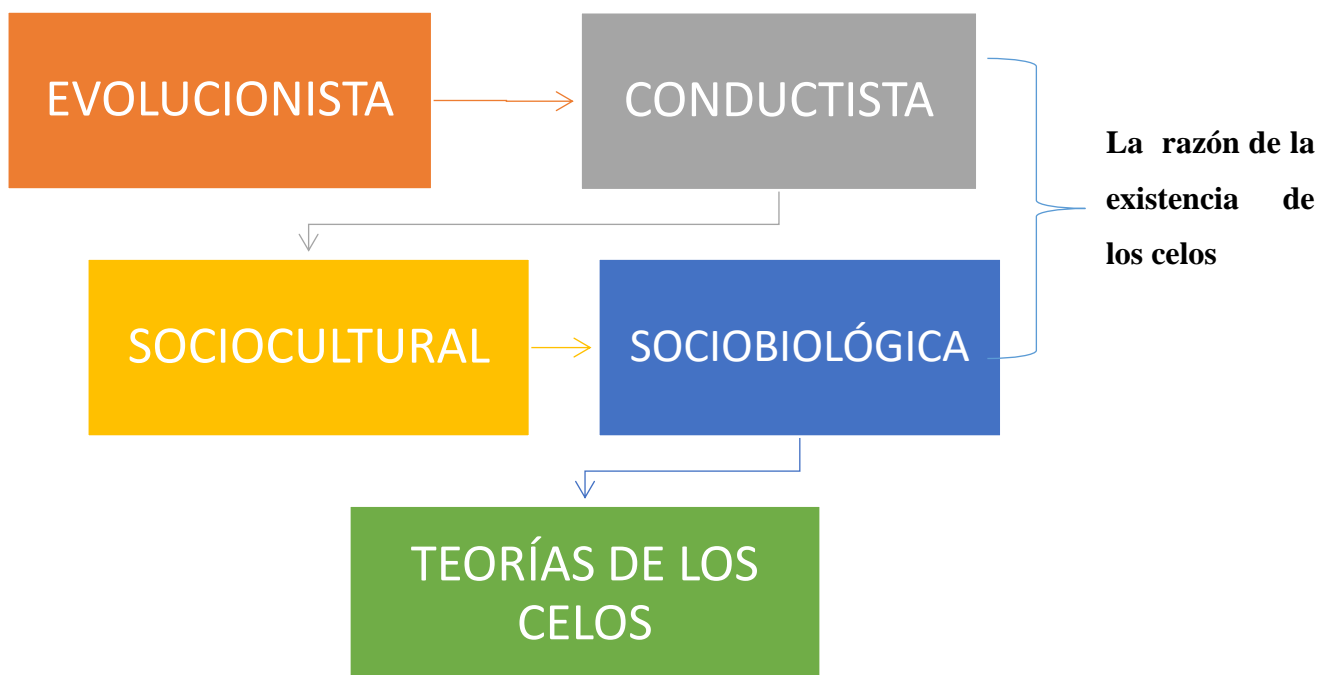 EVOLUCIONISTA
CONDUCTISTA
La razón de la
existencia de
los celos
SOCIOCULTURAL
SOCIOBIOLÓGICA
TEORÍAS DE LOS
CELOS